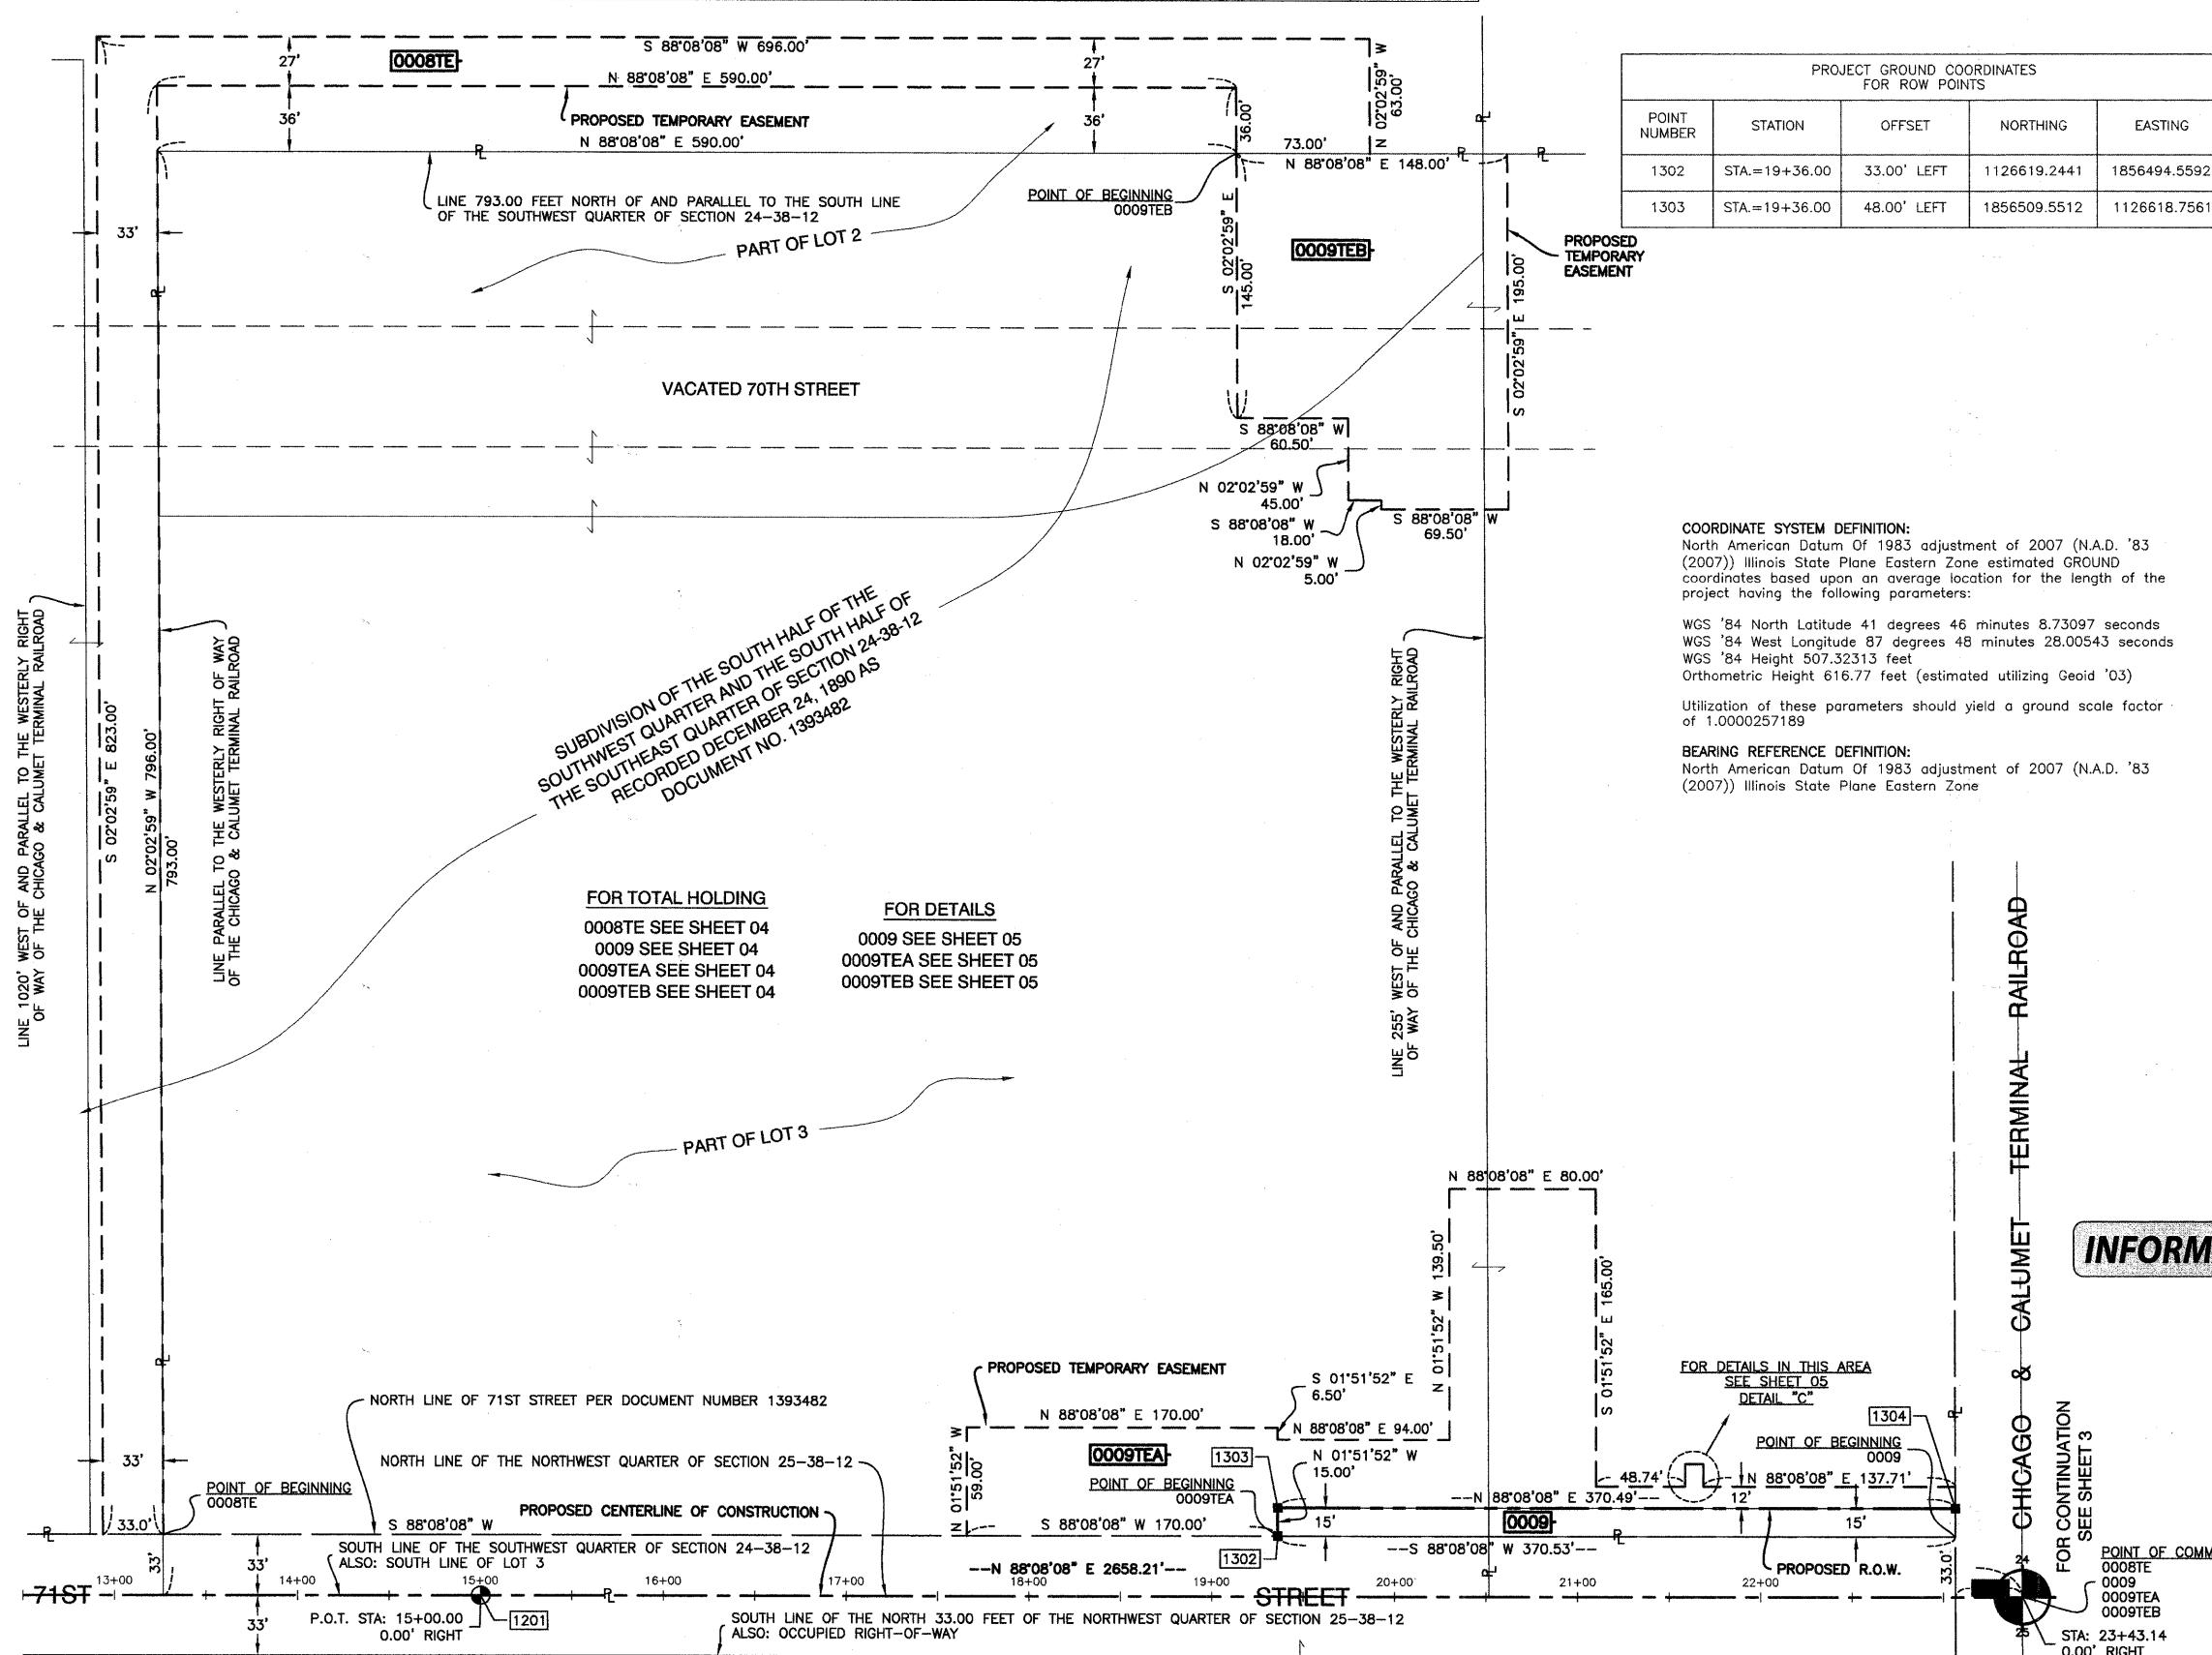 S 88°08'08" W 696.00'
0008TE
27'
27'
N 88°08'08" E 590.00'
36'
36'
36.00'
N 02°02'59" W
63.00'
PROPOSED TEMPORARY EASEMENT
N 88°08'08" E 590.00'
73.00'
N 88°08'08" E 148.00'
LINE 793.00 FEET NORTH OF AND PARALLEL TO THE SOUTH LINE
OF THE SOUTHWEST QUARTER OF SECTION 24-38-12
POINT OF BEGINNING
0009TEB
33'
PART OF LOT 2
0009TEB
S 02°02'59" E
145.00'
PROPOSED
TEMPORARY
EASEMENT
S 02°02'59" E 195.00'
PROJECT GROUND COORDINATES
FOR ROW POINTS
POINT NUMBER STATION OFFSET NORTHING EASTING
1302 STA.=19+36.00 33.00' LEFT 1126619.2441 1856494.5592
1303 STA.=19+36.00 48.00' LEFT 1856509.5512 1126618.7561
VACATED 70TH STREET
S 88°08'08" W
60.50'
N 02°02'59" W
45.00'
S 88°08'08" W
18.00'
N 02°02'59" W
5.00'
S 88°08'08" W
69.50'
COORDINATE SYSTEM DEFINITION:
North American Datum Of 1983 adjustment of 2007 (N.A.D. '83
(2007)) Illinois State Plane Eastern Zone estimated GROUND
coordinates based upon an average location for the length of the
project having the following parameters:
WGS '84 North Latitude 41 degrees 46 minutes 8.73097 seconds
WGS '84 West Longitude 87 degrees 48 minutes 28.00543 seconds
WGS '84 Height 507.32313 feet
Orthometric Height 616.77 feet (estimated utilizing Geoid '03)
Utilization of these parameters should yield a ground scale factor
of 1.0000257189
BEARING REFERENCE DEFINITION:
North American Datum Of 1983 adjustment of 2007 (N.A.D. '83
(2007)) Illinois State Plane Eastern Zone
LINE 1020' WEST OF AND PARALLEL TO THE WESTERLY RIGHT
OF WAY OF THE CHICAGO & CALUMET TERMINAL RAILROAD
S 02°02'59" E 823.00'
N 02°02'59" W 796.00'
793.00'
LINE PARALLEL TO THE WESTERLY RIGHT OF WAY
OF THE CHICAGO & CALUMET TERMINAL RAILROAD
SUBDIVISION OF THE SOUTH HALF OF THE
SOUTHWEST QUARTER AND THE SOUTH HALF OF
THE SOUTHEAST QUARTER OF SECTION 24-38-12
RECORDED DECEMBER 24, 1890 AS
DOCUMENT NO. 1393482
LINE 255' WEST OF AND PARALLEL TO THE WESTERLY RIGHT
OF WAY OF THE CHICAGO & CALUMET TERMINAL RAILROAD
FOR TOTAL HOLDING
0008TE SEE SHEET 04
0009 SEE SHEET 04
0009TEA SEE SHEET 04
0009TEB SEE SHEET 04
FOR DETAILS
0009 SEE SHEET 05
0009TEA SEE SHEET 05
0009TEB SEE SHEET 05
PART OF LOT 3
CHICAGO & CALUMET TERMINAL RAILROAD
INFORM
N 88°08'08" E 80.00'
N 01°51'52" W 139.50'
S 01°51'52" E 165.00'
PROPOSED TEMPORARY EASEMENT
S 01°51'52" E
6.50'
FOR DETAILS IN THIS AREA
SEE SHEET 05
DETAIL "C"
NORTH LINE OF 71ST STREET PER DOCUMENT NUMBER 1393482
N 88°08'08" E 170.00'
N 88°08'08" E 94.00'
1304
FOR CONTINUATION
SEE SHEET 3
33'
NORTH LINE OF THE NORTHWEST QUARTER OF SECTION 25-38-12
N 01°51'52" W
59.00'
0009TEA
1303
N 01°51'52" W
15.00'
POINT OF BEGINNING
0009
POINT OF BEGINNING
0008TE
POINT OF BEGINNING
0009TEA
48.74'
N 88°08'08" E 137.71'
--N 88°08'08" E 370.49'--
12'
PROPOSED CENTERLINE OF CONSTRUCTION
33.0'
S 88°08'08" W
S 88°08'08" W 170.00'
15'
0009
15'
SOUTH LINE OF THE SOUTHWEST QUARTER OF SECTION 24-38-12
ALSO: SOUTH LINE OF LOT 3
33'
33'
1302
--S 88°08'08" W 370.53'--
--N 88°08'08" E 2658.21'--
PROPOSED R.O.W.
33.0'
24
POINT OF COMM
0008TE
0009
0009TEA
0009TEB
71ST
13+00
14+00
15+00
16+00
17+00
18+00
19+00
STREET
20+00
21+00
22+00
33'
P.O.T. STA: 15+00.00
0.00' RIGHT
1201
SOUTH LINE OF THE NORTH 33.00 FEET OF THE NORTHWEST QUARTER OF SECTION 25-38-12
ALSO: OCCUPIED RIGHT-OF-WAY
25
STA: 23+43.14
0.00' RIGHT